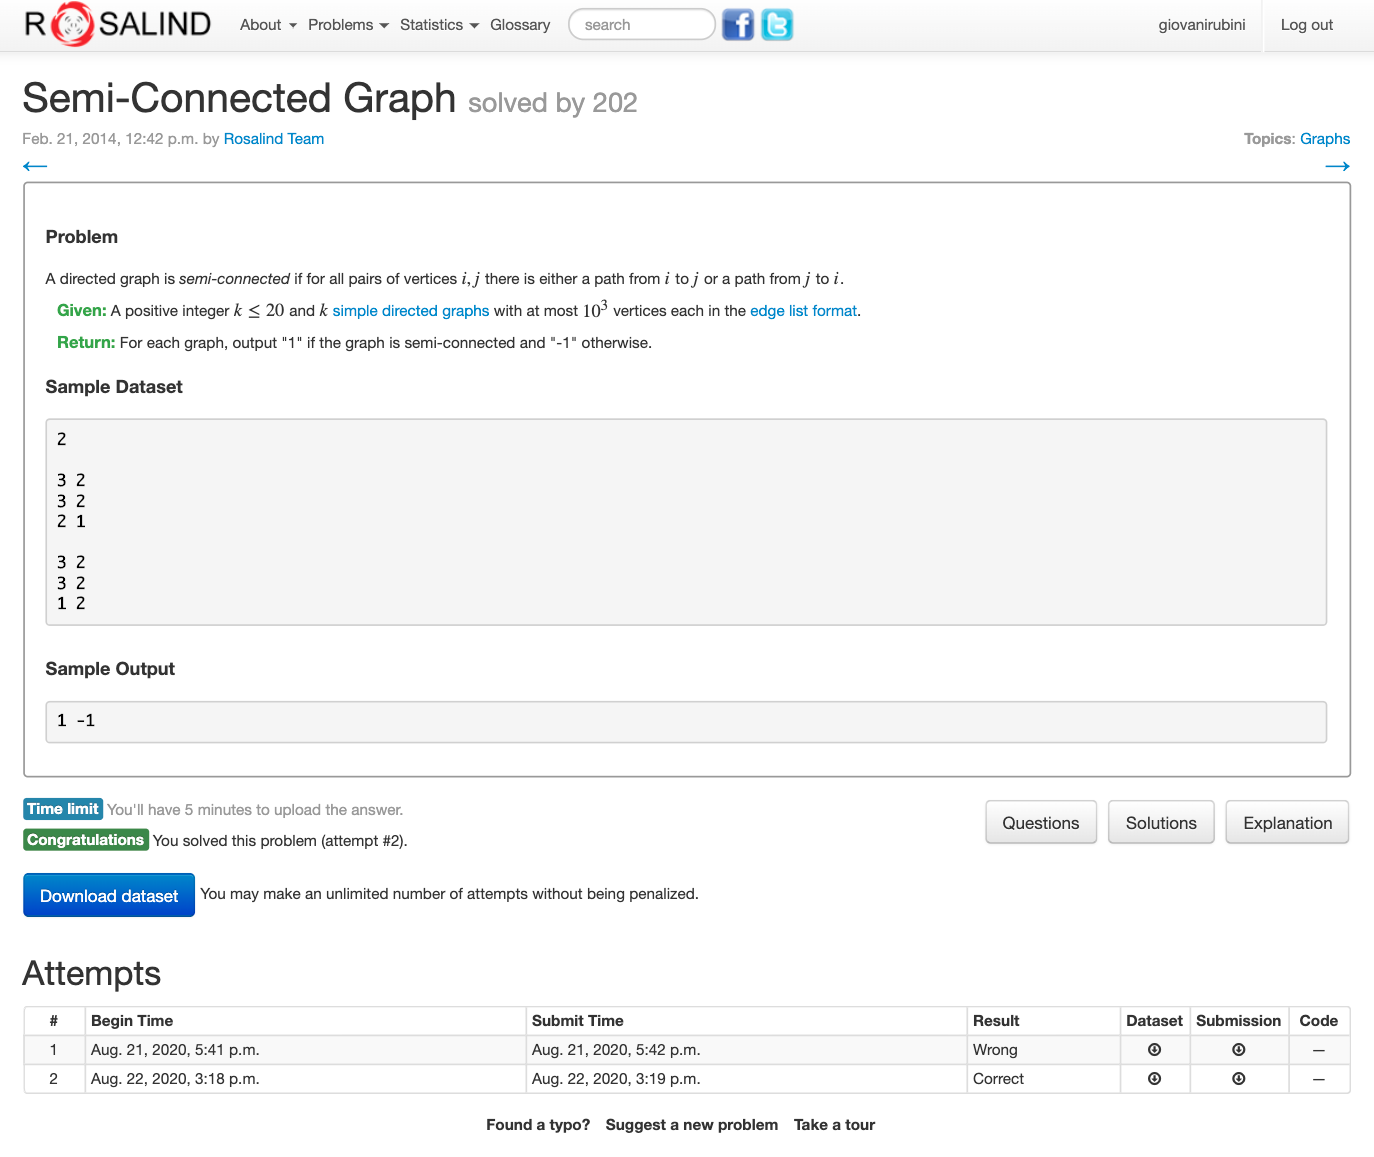 ROSALIND About Problems Statistics Glossary search giovanirubini Log out
Semi-Connected Graph solved by 202
Feb. 21, 2014, 12:42 p.m. by Rosalind Team Topics: Graphs
← →
Problem
A directed graph is semi-connected if for all pairs of vertices i, j there is either a path from i to j or a path from j to i.
Given: A positive integer k ≤ 20 and k simple directed graphs with at most 10³ vertices each in the edge list format.
Return: For each graph, output "1" if the graph is semi-connected and "-1" otherwise.
Sample Dataset
2
3 2
3 2
2 1
3 2
3 2
1 2
Sample Output
1 -1
Time limit You'll have 5 minutes to upload the answer.
Congratulations You solved this problem (attempt #2).
Questions Solutions Explanation
Download dataset You may make an unlimited number of attempts without being penalized.
Attempts
# Begin Time Submit Time Result Dataset Submission Code
1 Aug. 21, 2020, 5:41 p.m. Aug. 21, 2020, 5:42 p.m. Wrong —
2 Aug. 22, 2020, 3:18 p.m. Aug. 22, 2020, 3:19 p.m. Correct —
Found a typo? Suggest a new problem Take a tour